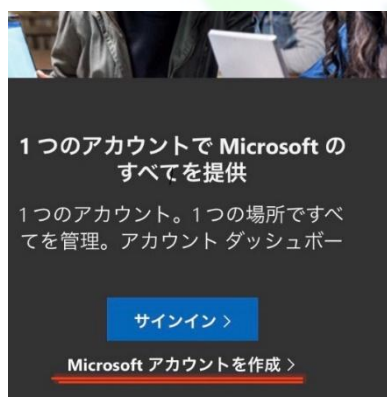 1 つのアカウントで Microsoft の
すべてを提供
1 つのアカウント。1 つの場所ですべ
てを管理。アカウント ダッシュボー
サインイン >
Microsoft アカウントを作成 >